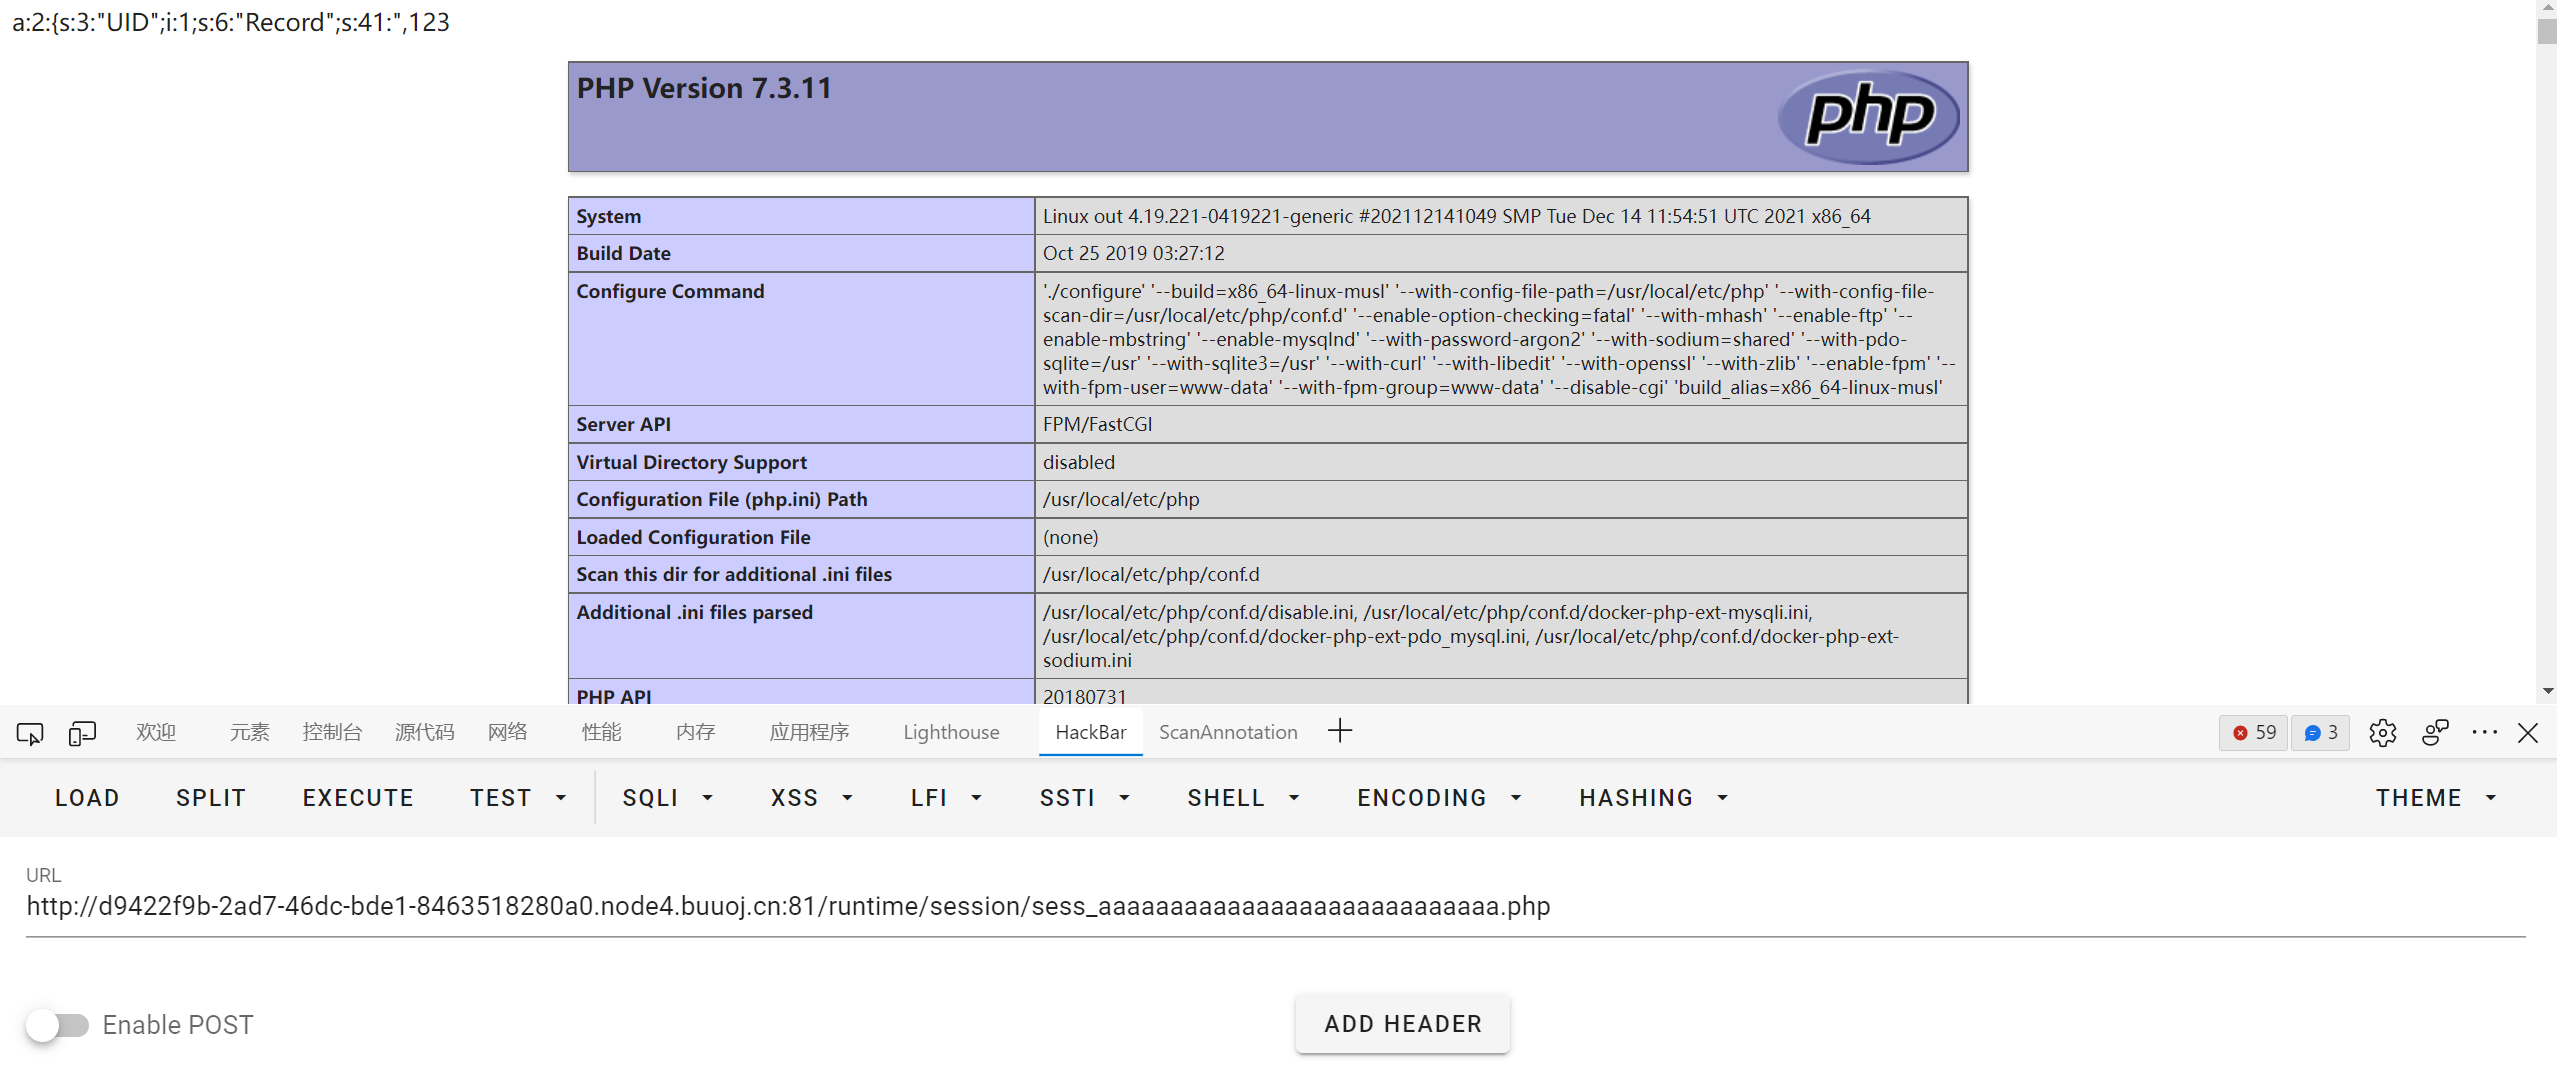 a:2:{s:3:"UID";i:1;s:6:"Record";s:41:",123
PHP Version 7.3.11
php
System Linux out 4.19.221-0419221-generic #202112141049 SMP Tue Dec 14 11:54:51 UTC 2021 x86_64
Build Date Oct 25 2019 03:27:12
Configure Command './configure' '--build=x86_64-linux-musl' '--with-config-file-path=/usr/local/etc/php' '--with-config-file-
scan-dir=/usr/local/etc/php/conf.d' '--enable-option-checking=fatal' '--with-mhash' '--enable-ftp' '--
enable-mbstring' '--enable-mysqlnd' '--with-password-argon2' '--with-sodium=shared' '--with-pdo-
sqlite=/usr' '--with-sqlite3=/usr' '--with-curl' '--with-libedit' '--with-openssl' '--with-zlib' '--enable-fpm' '--
with-fpm-user=www-data' '--with-fpm-group=www-data' '--disable-cgi' 'build_alias=x86_64-linux-musl'
Server API FPM/FastCGI
Virtual Directory Support disabled
Configuration File (php.ini) Path /usr/local/etc/php
Loaded Configuration File (none)
Scan this dir for additional .ini files /usr/local/etc/php/conf.d
Additional .ini files parsed /usr/local/etc/php/conf.d/disable.ini, /usr/local/etc/php/conf.d/docker-php-ext-mysqli.ini,
/usr/local/etc/php/conf.d/docker-php-ext-pdo_mysql.ini, /usr/local/etc/php/conf.d/docker-php-ext-
sodium.ini
PHP API 20180731
欢迎 元素 控制台 源代码 网络 性能 内存 应用程序 Lighthouse HackBar ScanAnnotation 59 3
LOAD SPLIT EXECUTE TEST SQLI XSS LFI SSTI SHELL ENCODING HASHING THEME
URL
http://d9422f9b-2ad7-46dc-bde1-8463518280a0.node4.buuoj.cn:81/runtime/session/sess_aaaaaaaaaaaaaaaaaaaaaaaaaaaa.php
Enable POST ADD HEADER